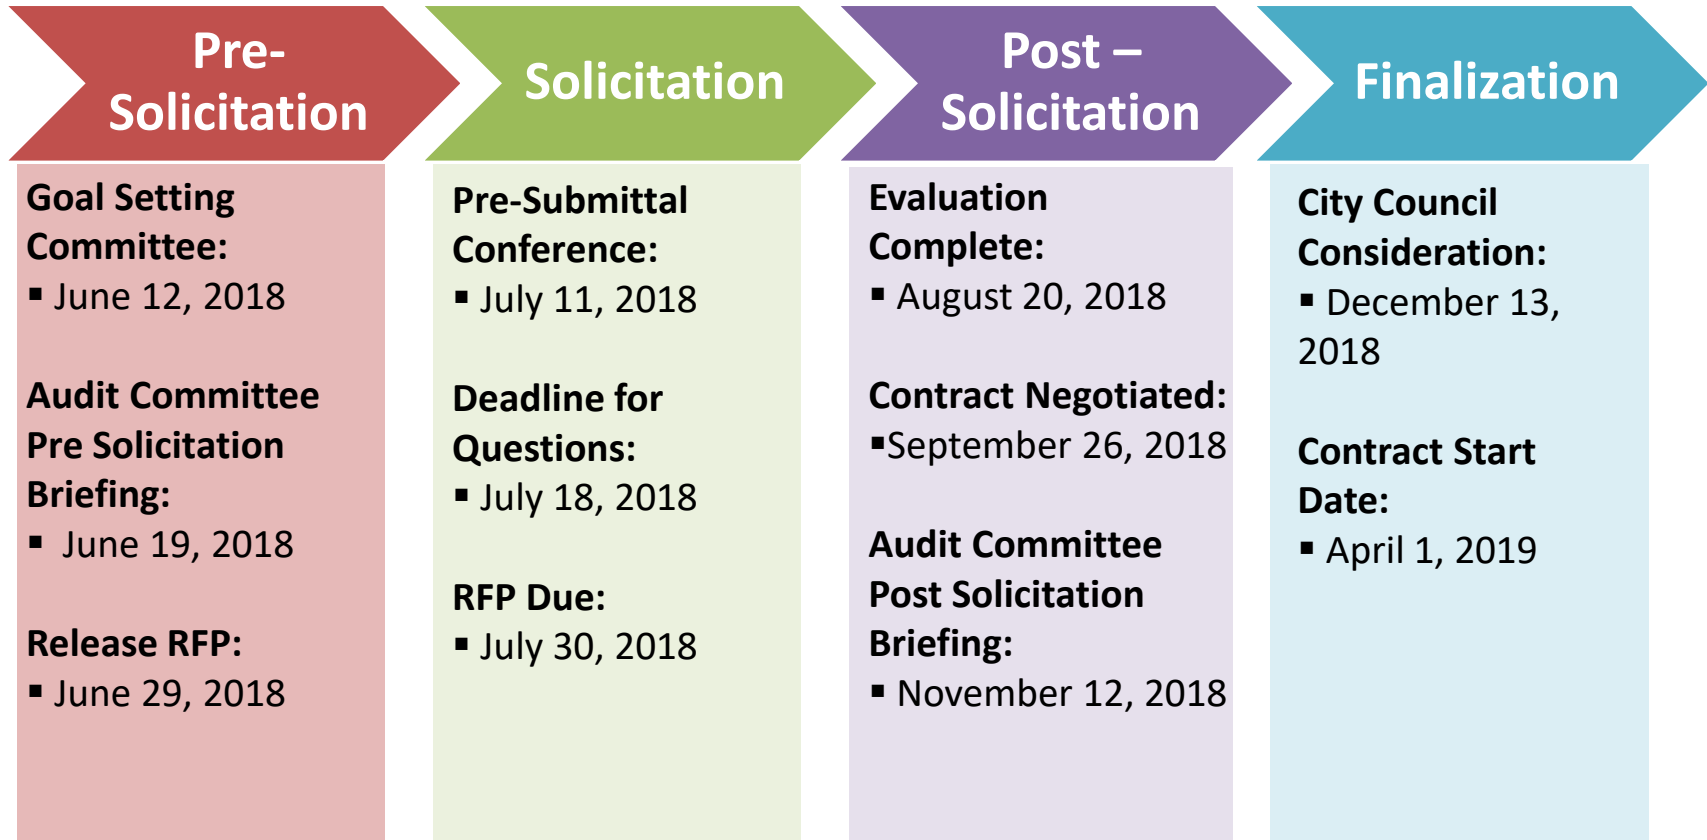 Pre-
Solicitation
Goal Setting
Committee:
▪ June 12, 2018
Audit Committee
Pre Solicitation
Briefing:
▪ June 19, 2018
Release RFP:
▪ June 29, 2018
Solicitation
Pre-Submittal
Conference:
▪ July 11, 2018
Deadline for
Questions:
▪ July 18, 2018
RFP Due:
▪ July 30, 2018
Post –
Solicitation
Evaluation
Complete:
▪ August 20, 2018
Contract Negotiated:
▪September 26, 2018
Audit Committee
Post Solicitation
Briefing:
▪ November 12, 2018
Finalization
City Council
Consideration:
▪ December 13,
2018
Contract Start
Date:
▪ April 1, 2019